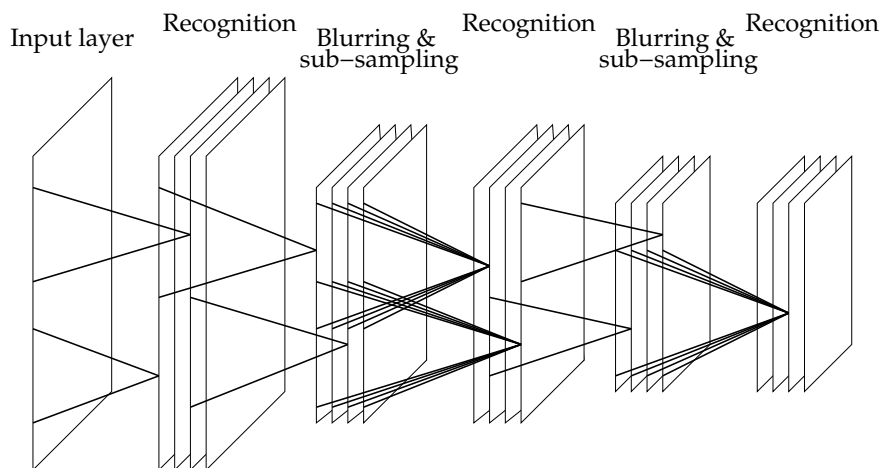 Input layer
Recognition
Blurring &
sub−sampling
Recognition
Blurring &
sub−sampling
Recognition